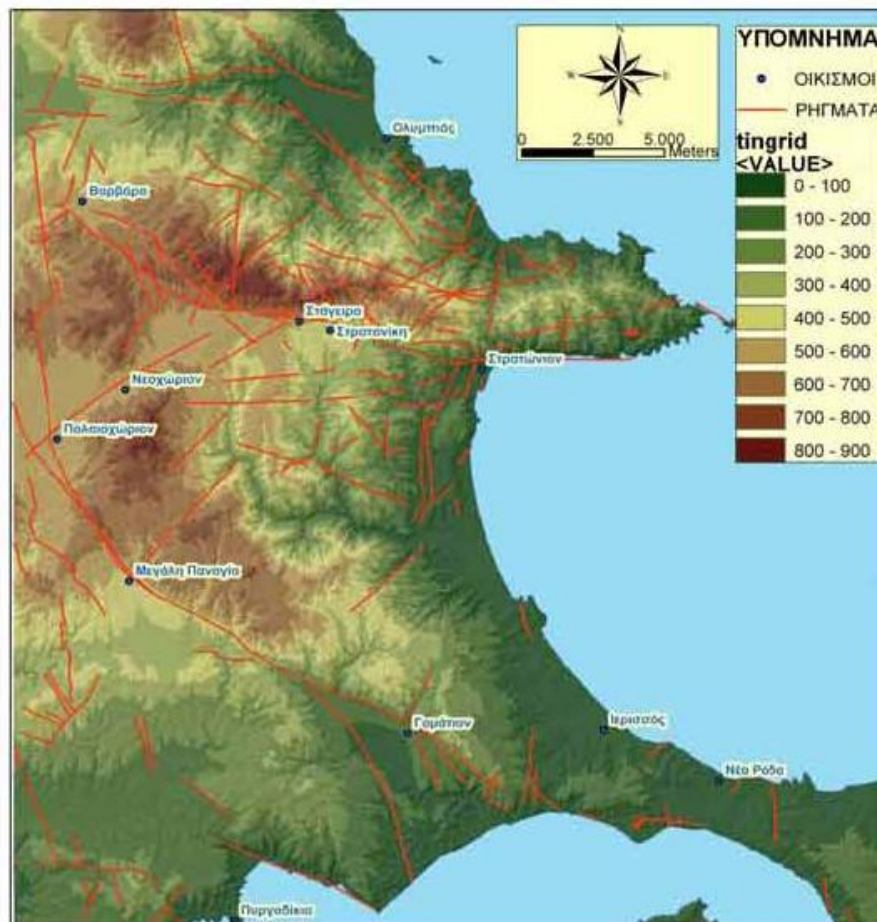 ΥΠΟΜΝΗΜΑ
ΟΙΚΙΣΜΟΙ
ΡΗΓΜΑΤΑ
tingrid
<VALUE>
0 - 100
100 - 200
200 - 300
300 - 400
400 - 500
500 - 600
600 - 700
700 - 800
800 - 900
N
W E
S
0 2.500 5.000
Meters
Ολυμπιάς
Βαρβάρα
Στάγειρα
Στρατονίκη
Στρατώνιον
Νεοχώριον
Παλαιοχώριον
Μεγάλη Παναγία
Γομάτιον
Ιερισσός
Νέα Ρόδα
Πυργαδίκια